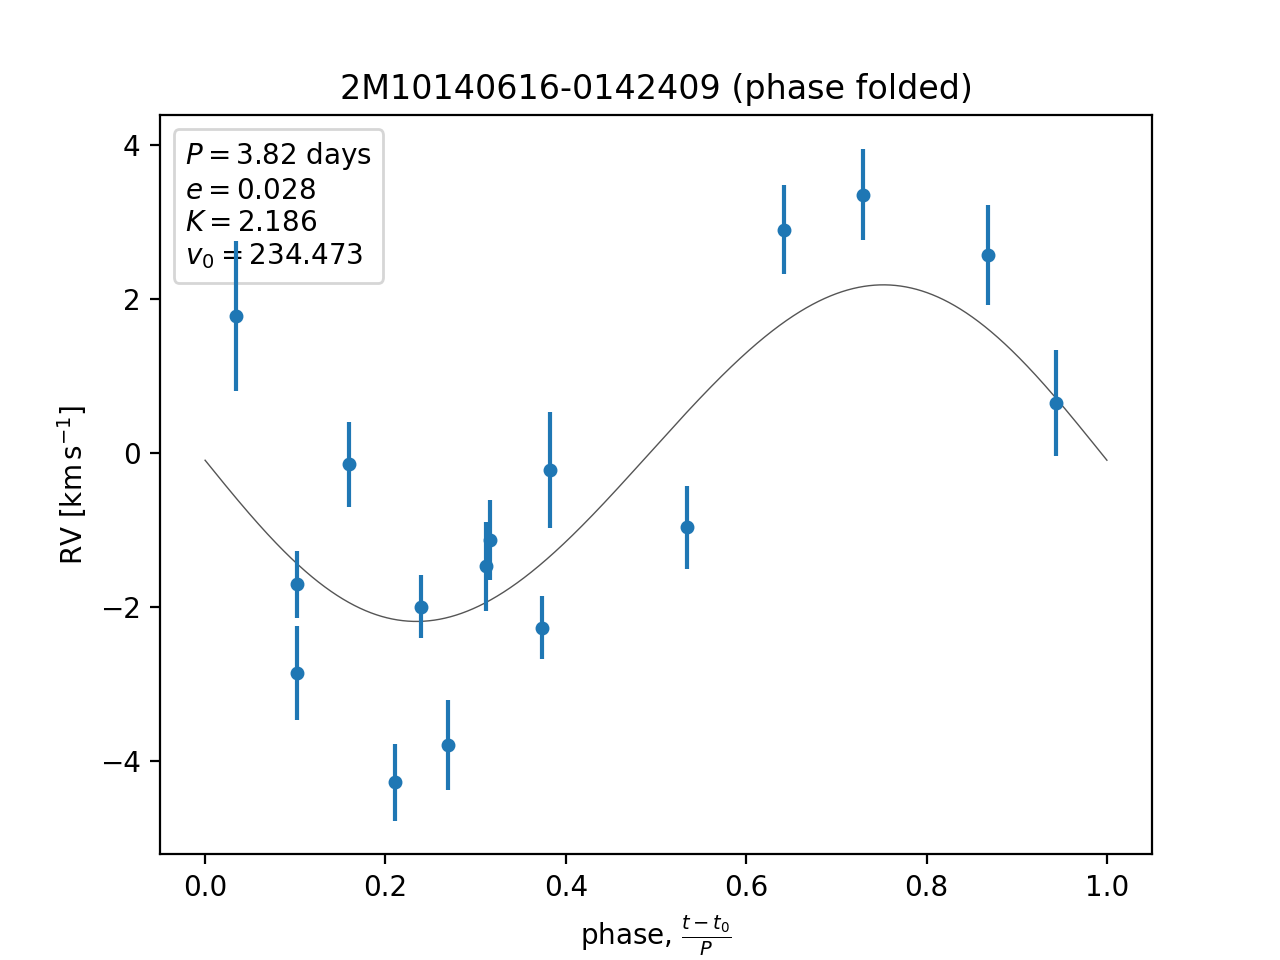 2M10140616-0142409 (phase folded)
P = 3.82 days
e = 0.028
K = 2.186
v₀ = 234.473
4
2
0
−2
−4
RV [km s⁻¹]
0.0 0.2 0.4 0.6 0.8 1.0
phase, (t − t₀)/P